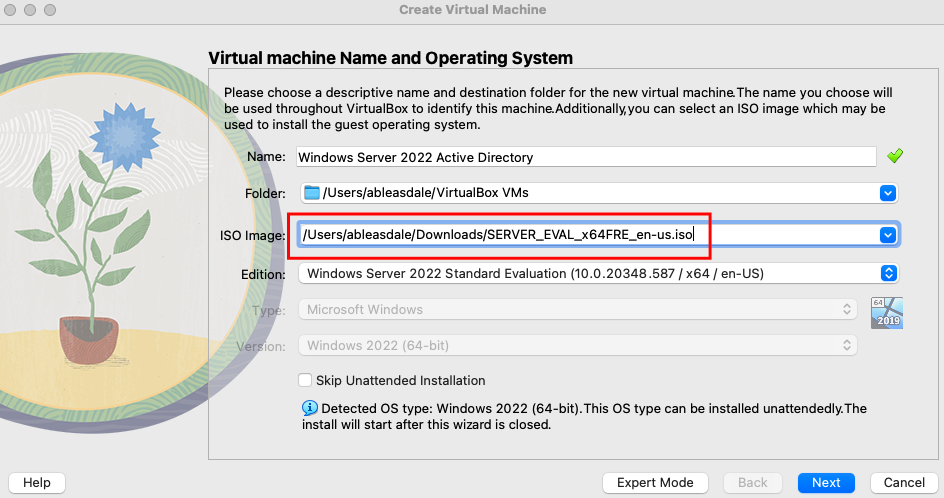 Create Virtual Machine
Virtual machine Name and Operating System
Please choose a descriptive name and destination folder for the new virtual machine.The name you choose will
be used throughout VirtualBox to identify this machine.Additionally,you can select an ISO image which may be
used to install the guest operating system.
Name: Windows Server 2022 Active Directory
Folder: /Users/ableasdale/VirtualBox VMs
ISO Image: /Users/ableasdale/Downloads/SERVER_EVAL_x64FRE_en-us.iso
Edition: Windows Server 2022 Standard Evaluation (10.0.20348.587 / x64 / en-US)
Type: Microsoft Windows
64
2019
Version: Windows 2022 (64-bit)
Skip Unattended Installation
Detected OS type: Windows 2022 (64-bit).This OS type can be installed unattendedly.The
install will start after this wizard is closed.
Help Expert Mode Back Next Cancel